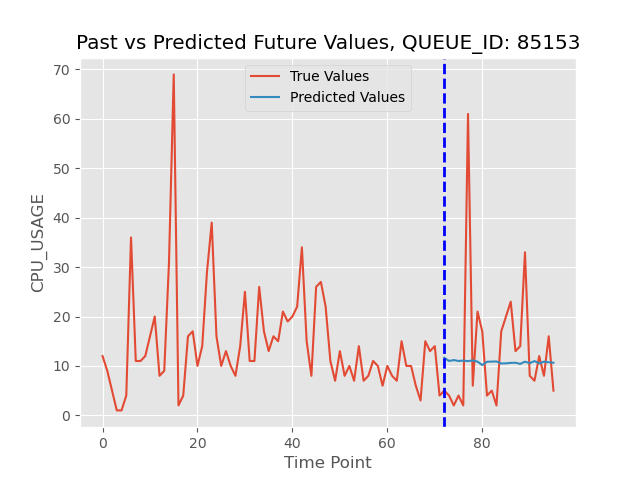 Past vs Predicted Future Values, QUEUE_ID: 85153
True Values
Predicted Values
CPU_USAGE
70
60
50
40
30
20
10
0
0 20 40 60 80
Time Point